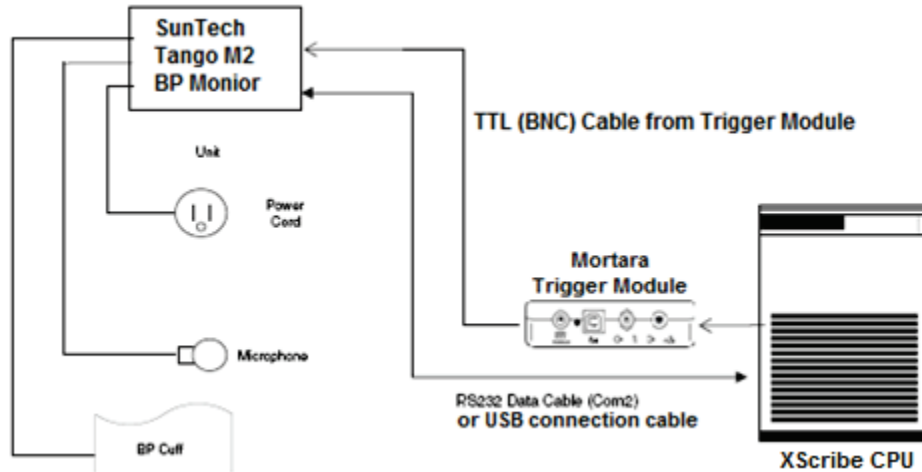 SunTech
Tango M2
BP Monior
TTL (BNC) Cable from Trigger Module
Unit
Power
Cord
Mortara
Trigger Module
Microphone
RS232 Data Cable (Com2)
or USB connection cable
BP Cuff
XScribe CPU